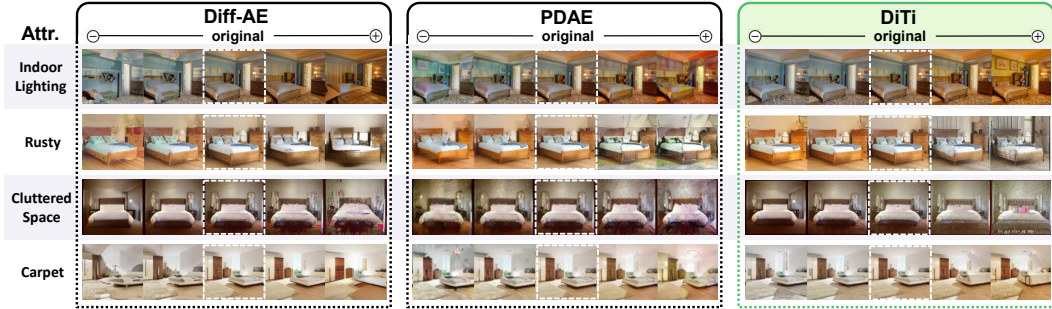 Attr.
Diff-AE
⊖ original ⊕
PDAE
⊖ original ⊕
DiTi
⊖ original ⊕
Indoor
Lighting
Rusty
Cluttered
Space
Carpet